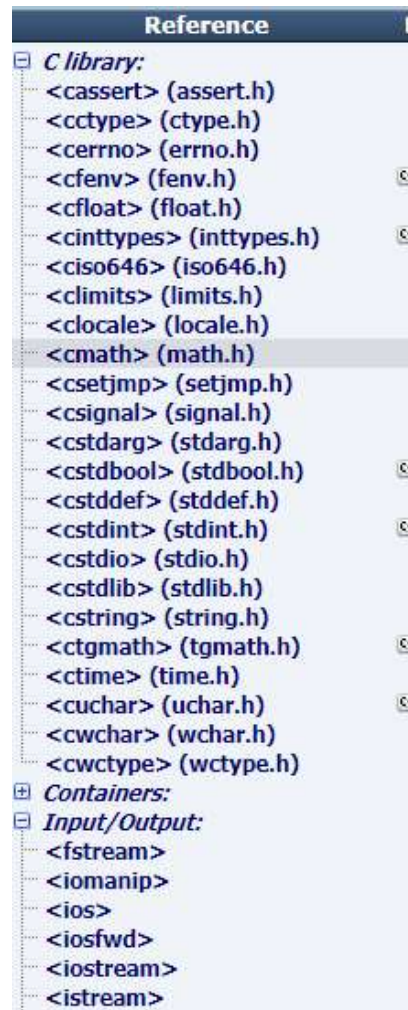 Reference
C library:
<cassert> (assert.h)
<cctype> (ctype.h)
<cerrno> (errno.h)
<cfenv> (fenv.h)
<cfloat> (float.h)
<cinttypes> (inttypes.h)
<ciso646> (iso646.h)
<climits> (limits.h)
<clocale> (locale.h)
<cmath> (math.h)
<csetjmp> (setjmp.h)
<csignal> (signal.h)
<cstdarg> (stdarg.h)
<cstdbool> (stdbool.h)
<cstddef> (stddef.h)
<cstdint> (stdint.h)
<cstdio> (stdio.h)
<cstdlib> (stdlib.h)
<cstring> (string.h)
<ctgmath> (tgmath.h)
<ctime> (time.h)
<cuchar> (uchar.h)
<cwchar> (wchar.h)
<cwctype> (wctype.h)
Containers:
Input/Output:
<fstream>
<iomanip>
<ios>
<iosfwd>
<iostream>
<istream>